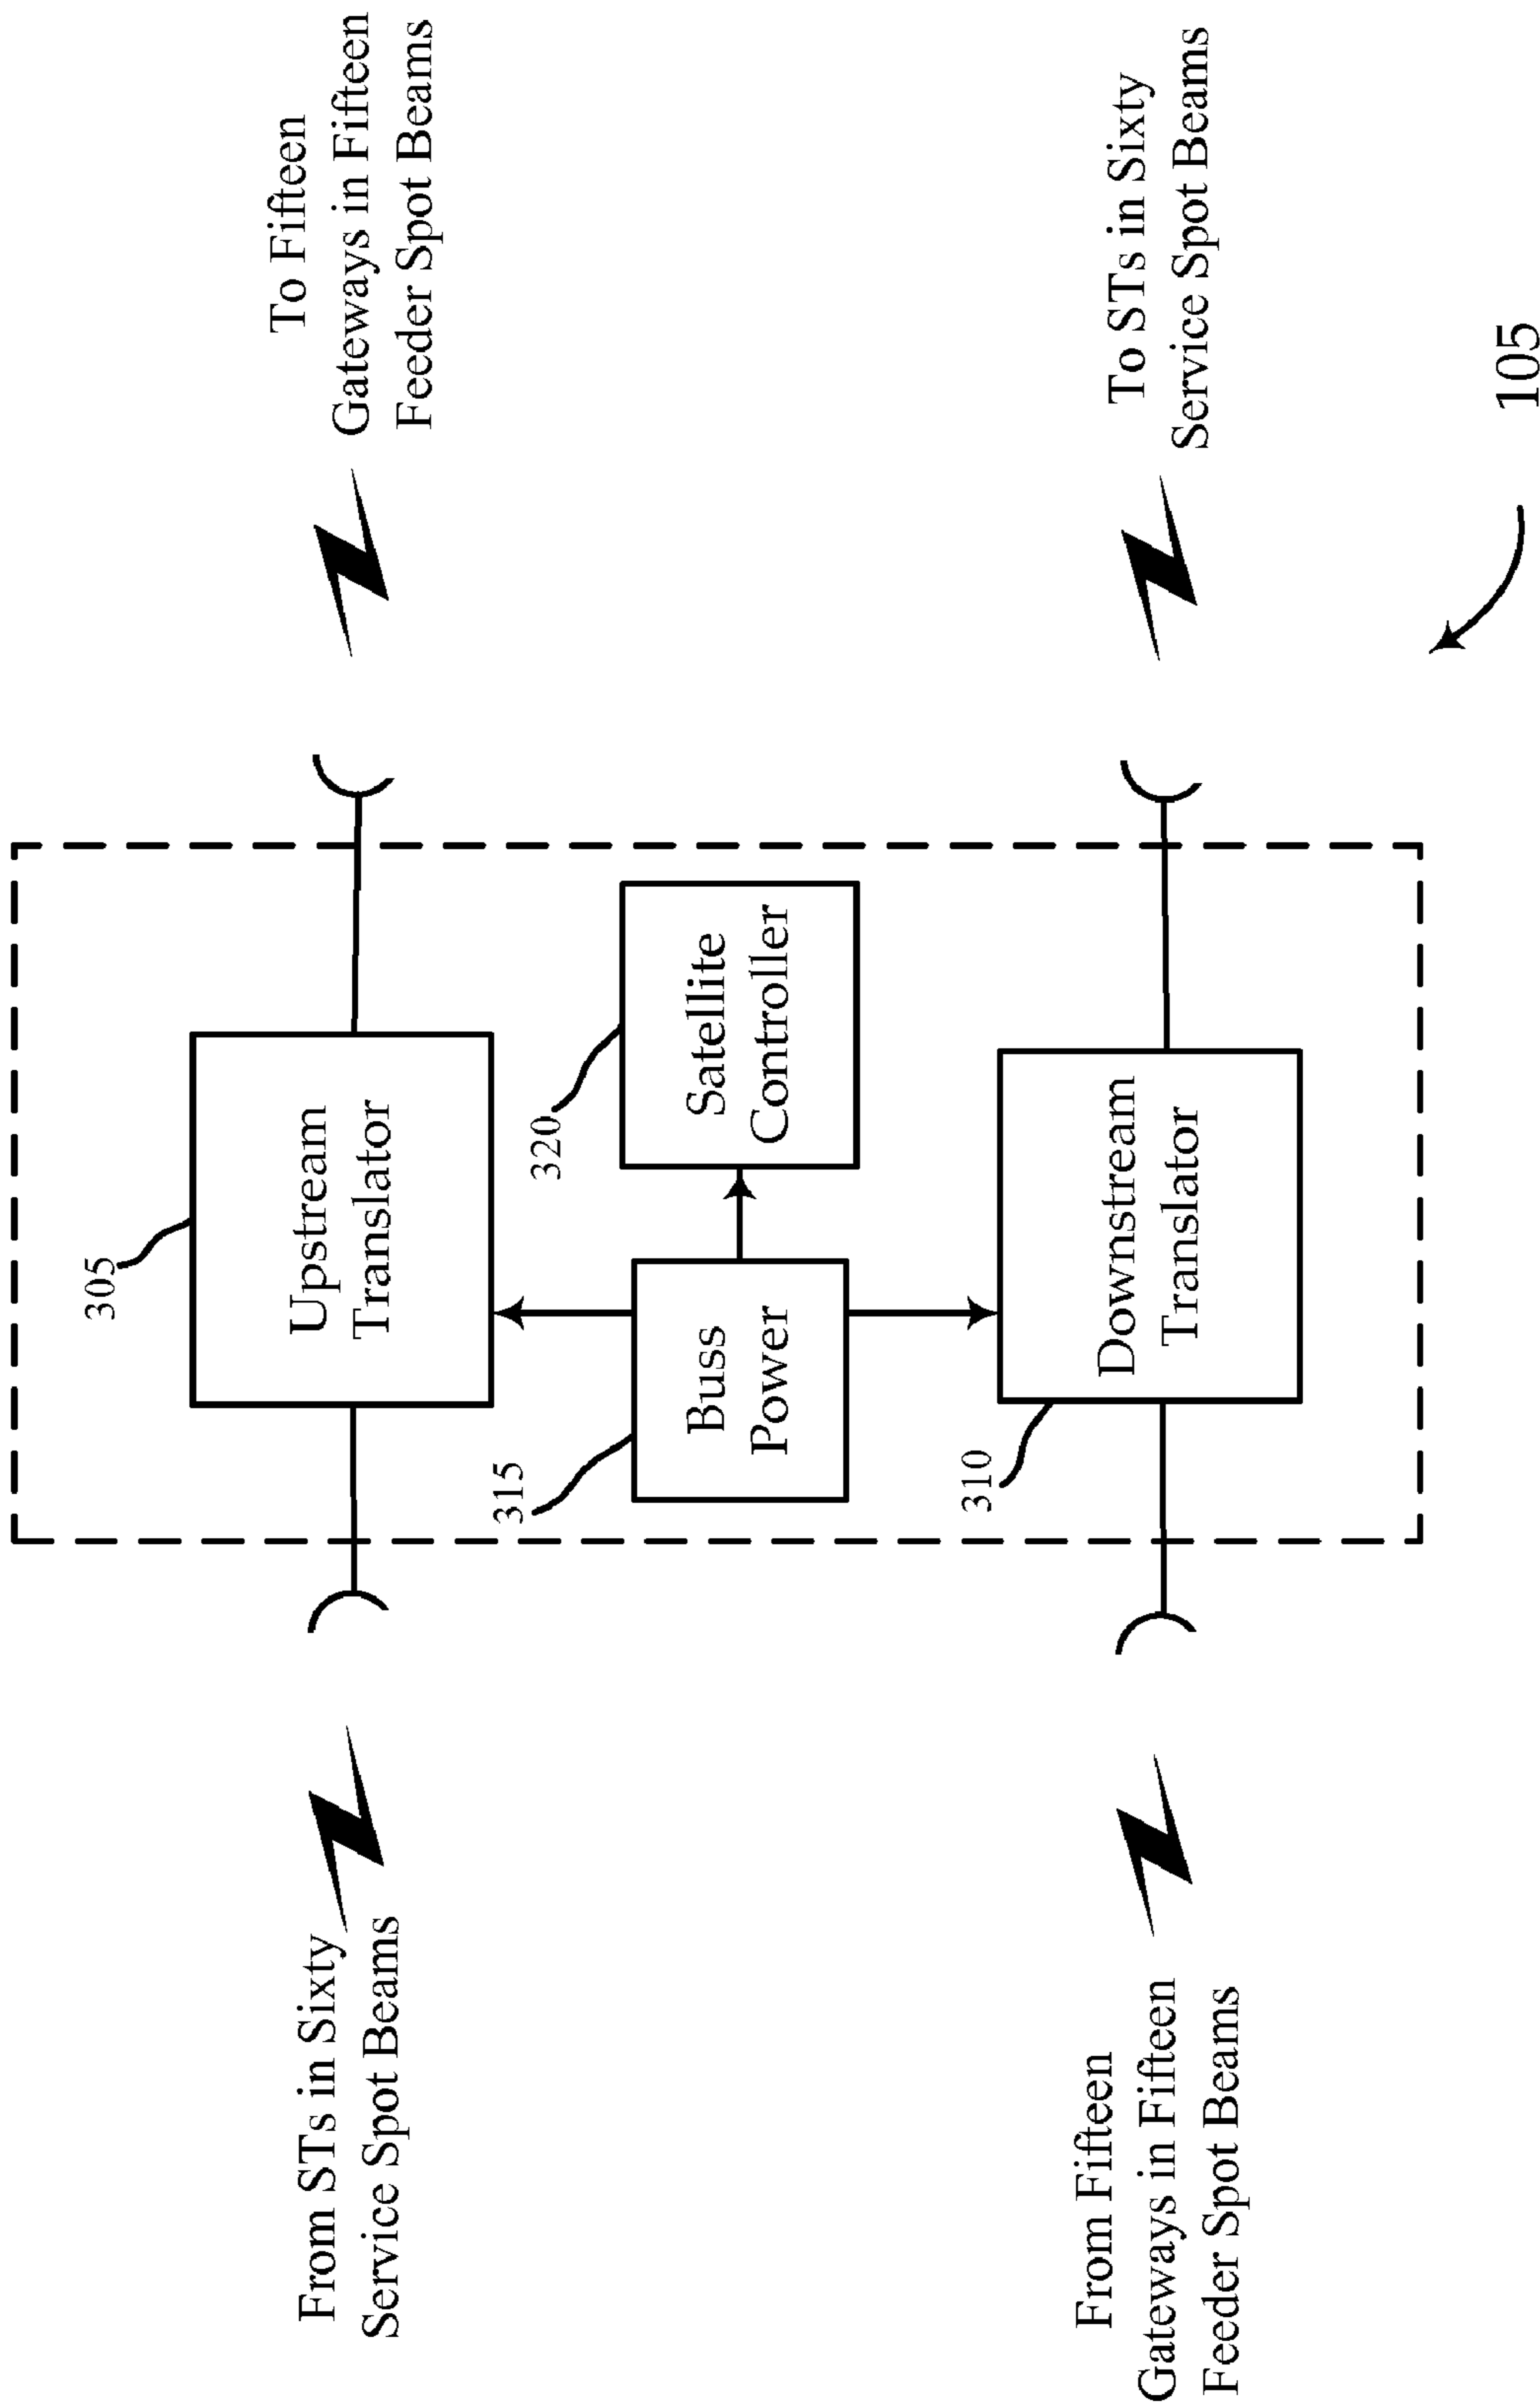 From STs in Sixty
Service Spot Beams
305
Upstream
Translator
To Fifteen
Gateways in Fifteen
Feeder Spot Beams
315
Buss
Power
320
Satellite
Controller
From Fifteen
Gateways in Fifteen
Feeder Spot Beams
310
Downstream
Translator
To STs in Sixty
Service Spot Beams
105